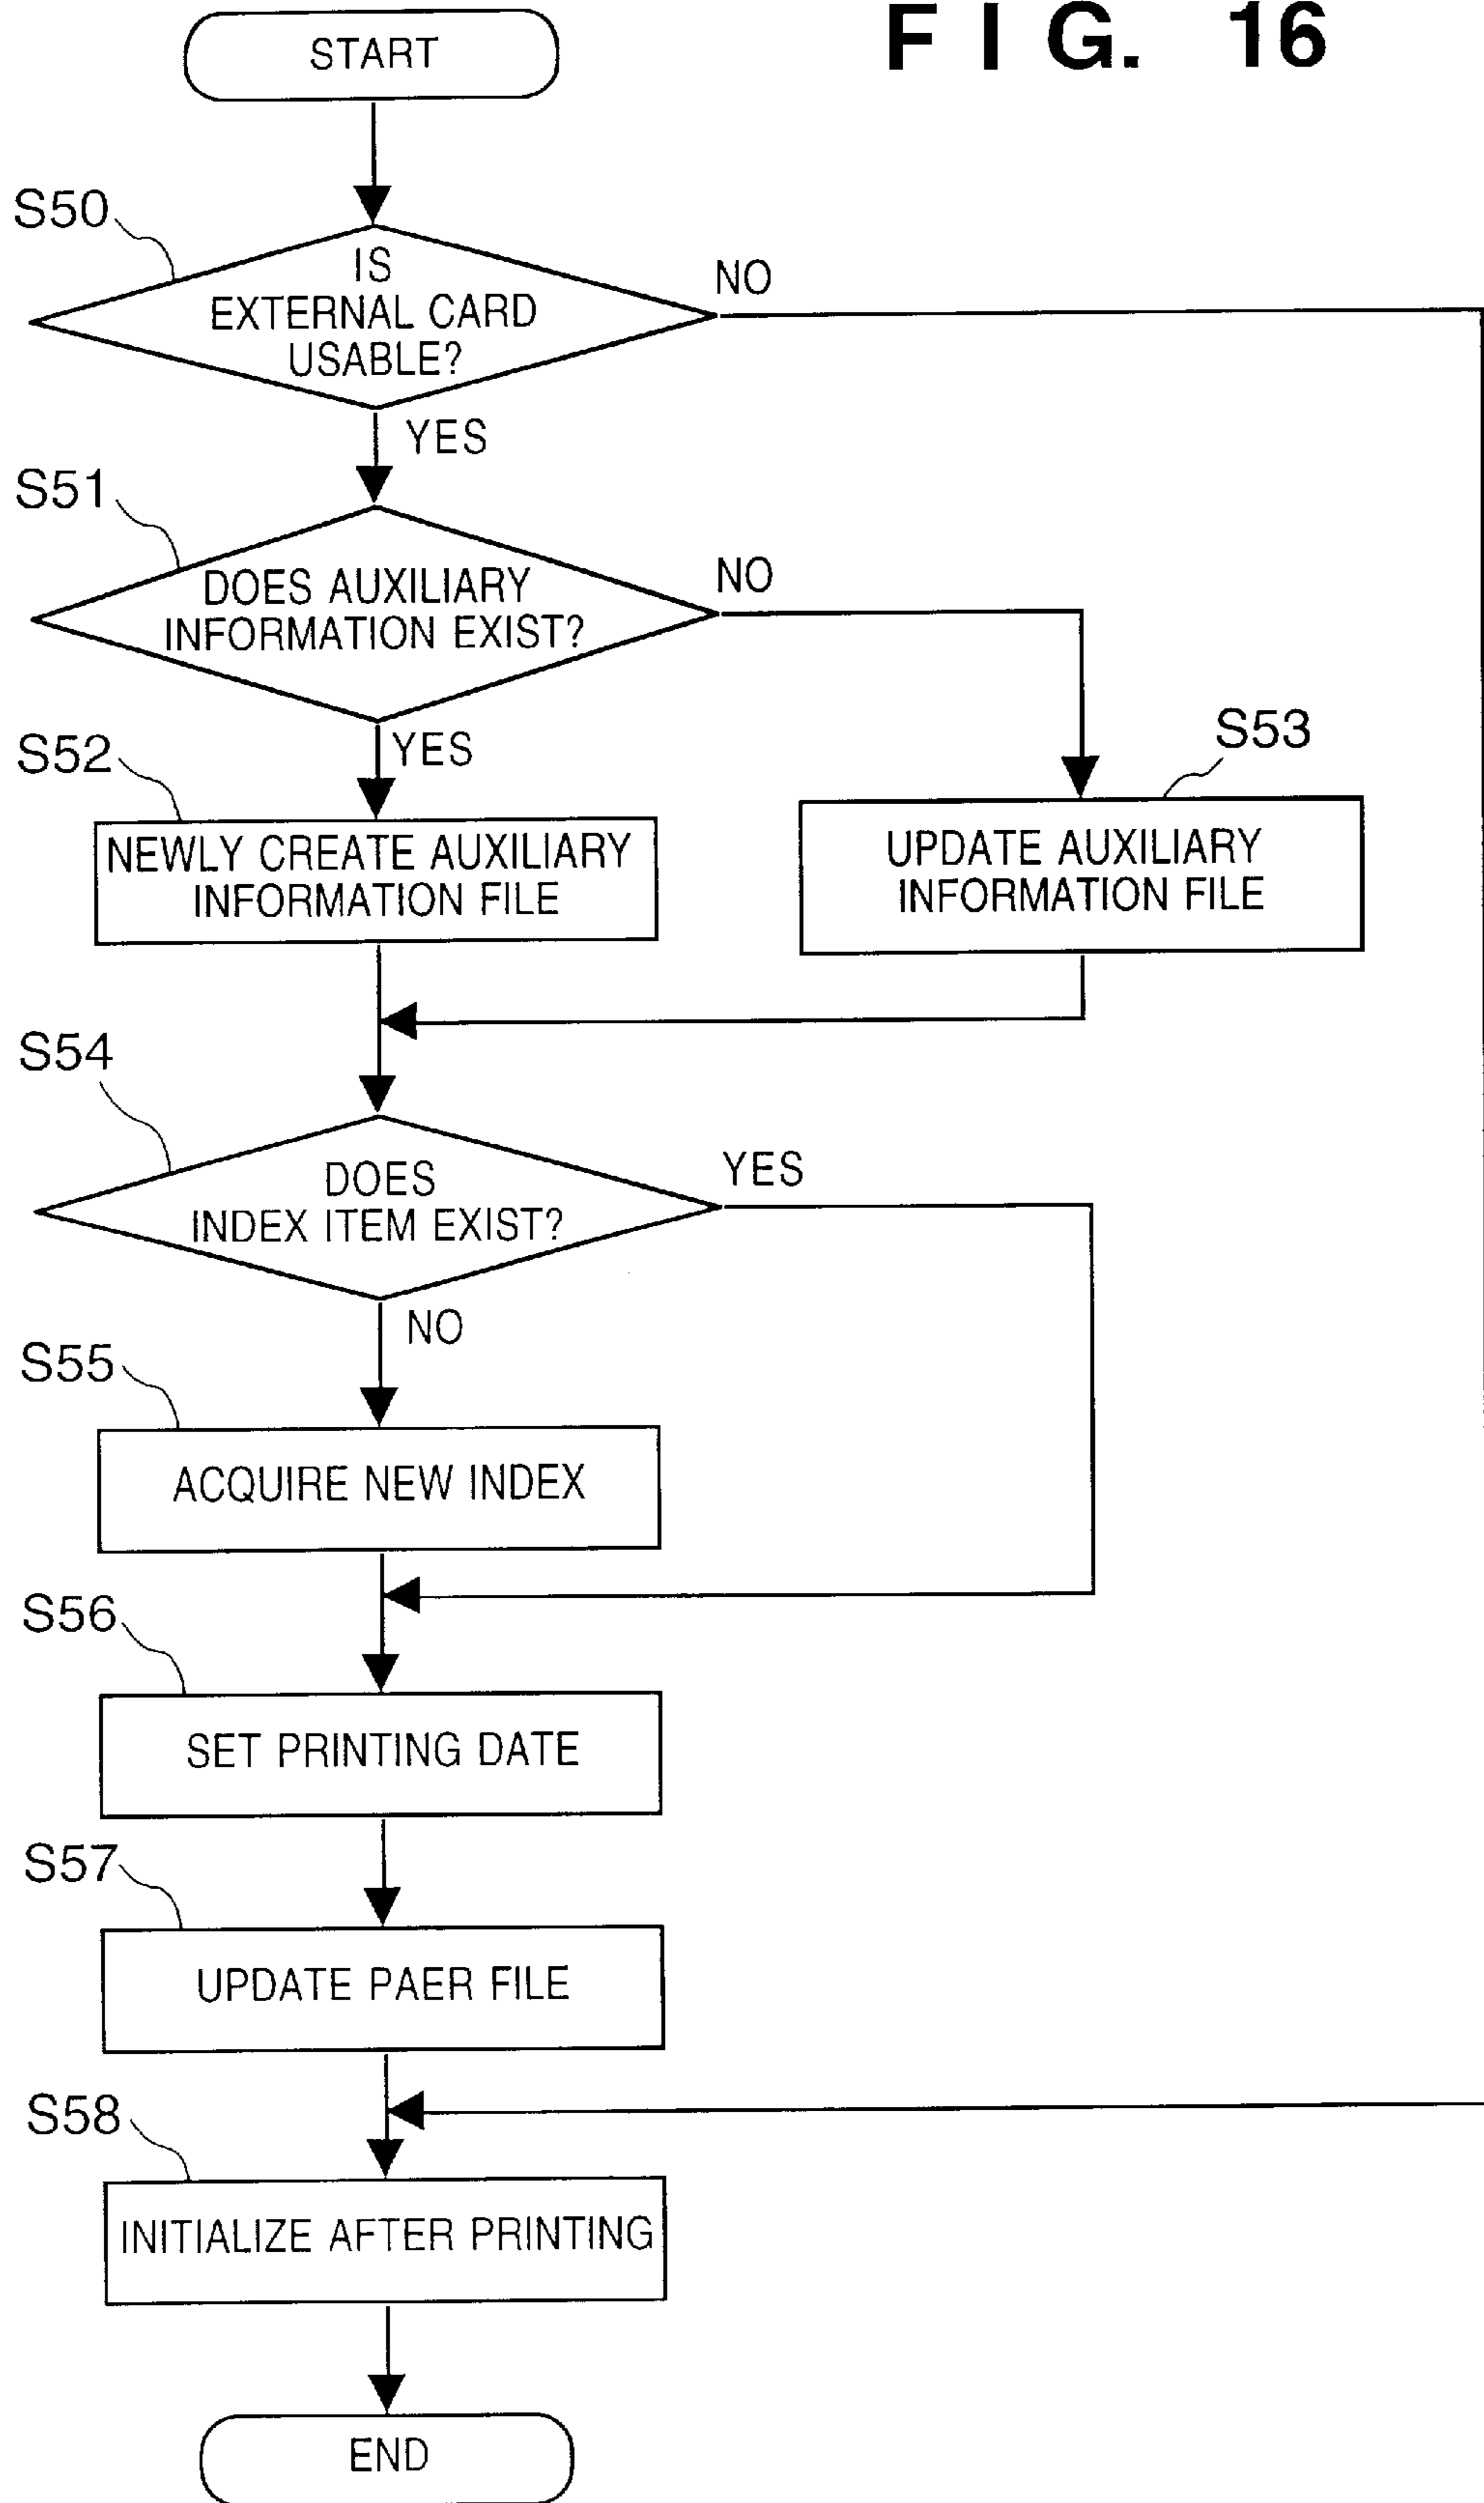 FIG. 16
START
S50
IS
EXTERNAL CARD
USABLE?
NO
YES
S51
DOES AUXILIARY
INFORMATION EXIST?
NO
YES
S52
NEWLY CREATE AUXILIARY
INFORMATION FILE
S53
UPDATE AUXILIARY
INFORMATION FILE
S54
DOES
INDEX ITEM EXIST?
YES
NO
S55
ACQUIRE NEW INDEX
S56
SET PRINTING DATE
S57
UPDATE PAER FILE
S58
INITIALIZE AFTER PRINTING
END